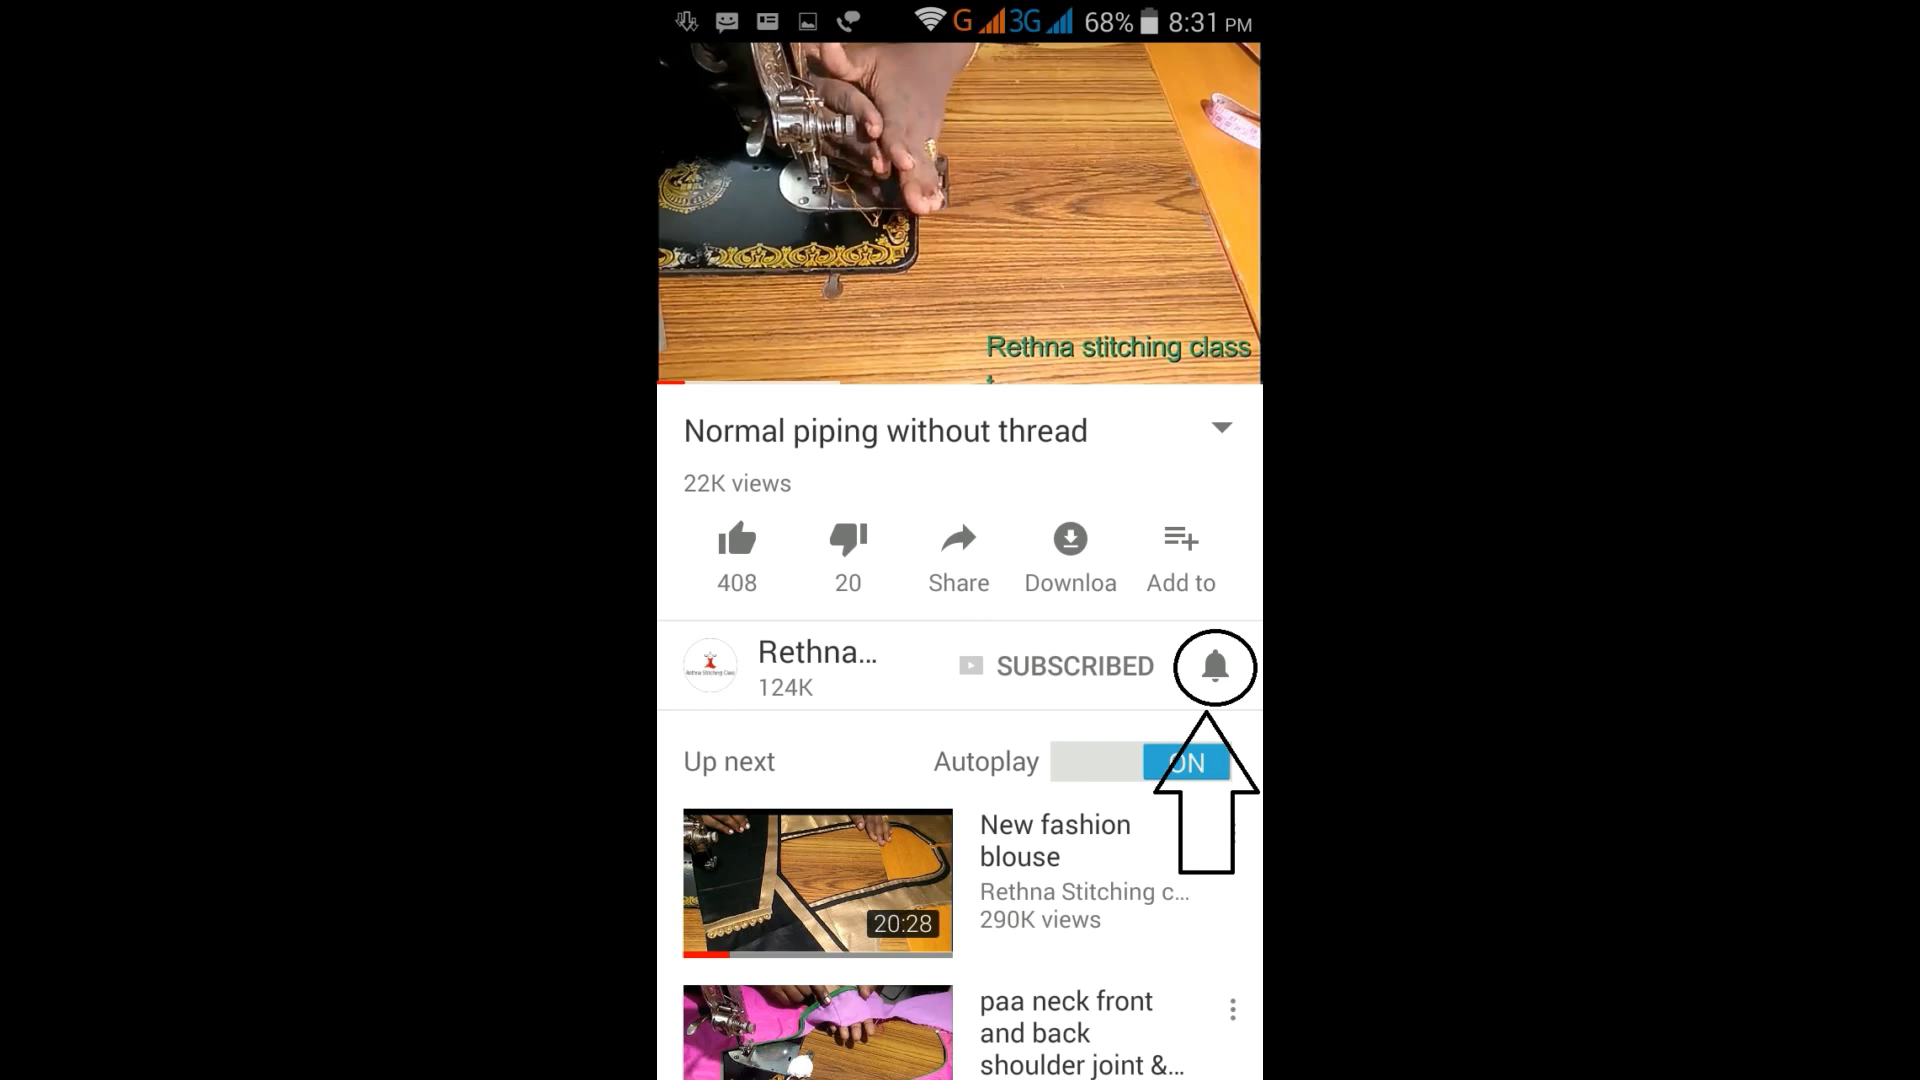 G 3G 68% 8:31 PM
Rethna stitching class
Normal piping without thread
22K views
408 20 Share Downloa Add to
Rethna...
124K
SUBSCRIBED
Up next Autoplay ON
New fashion
blouse
Rethna Stitching c...
290K views
20:28
paa neck front
and back
shoulder joint &...